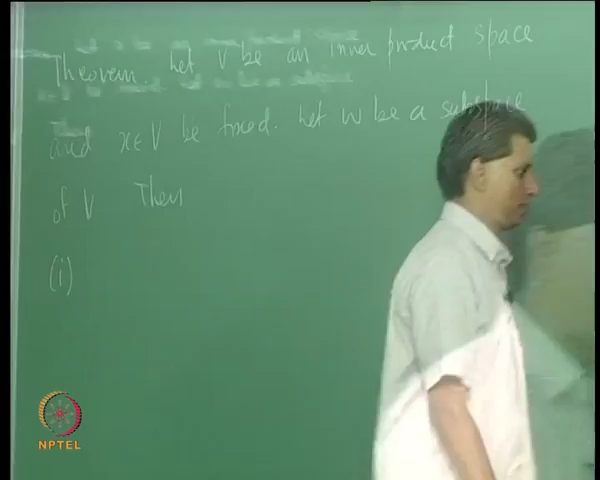 Theorem. Let V be an inner product space
and x ∈ V be fixed. Let W be a subspace
of V Then
(i)
NPTEL